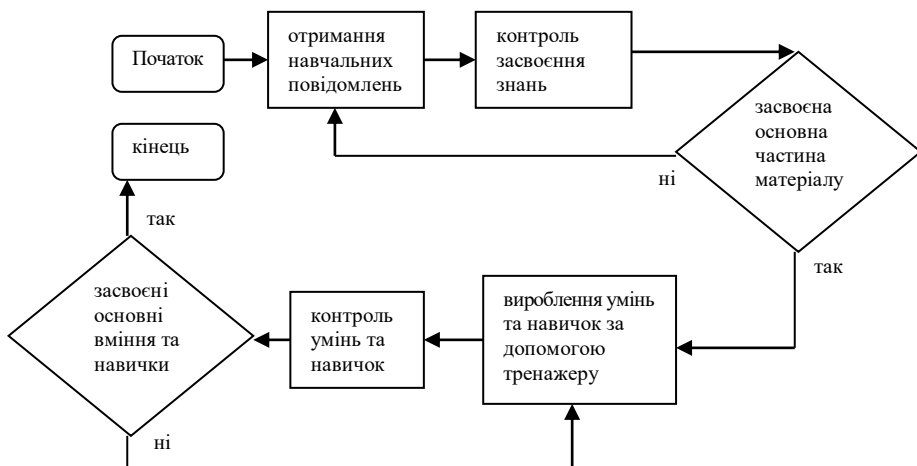 Початок
отримання
навчальних
повідомлень
контроль
засвоєння
знань
засвоєна
основна
частина
матеріалу
ні
так
кінець
так
засвоєні
основні
вміння та
навички
контроль
умінь та
навичок
вироблення умінь
та навичок за
допомогою
тренажеру
ні